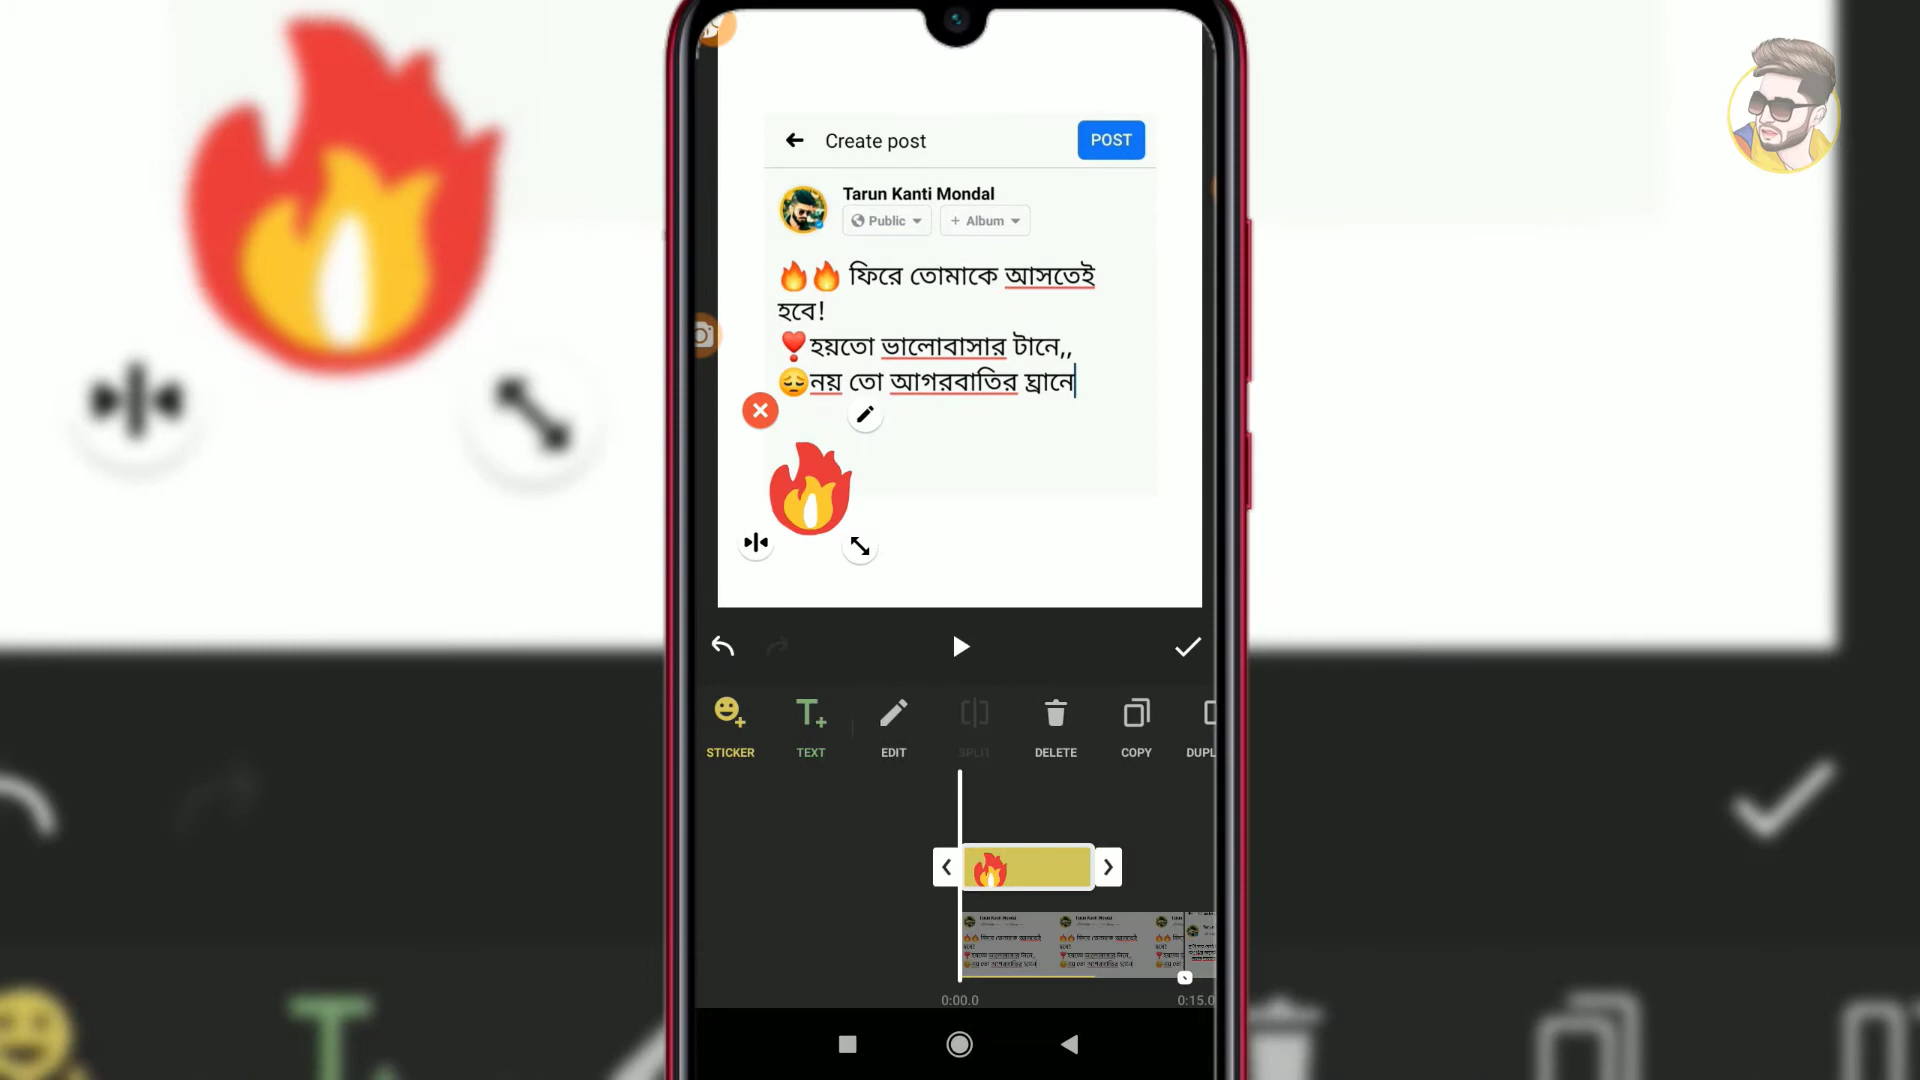 Create post
POST
Tarun Kanti Mondal
Public
+ Album
🔥🔥 ফিরে তোমাকে আসতেই
হবে!
❣️হয়তো ভালোবাসার টানে,,
😔নয় তো আগরবাতির ঘ্রানে
STICKER
TEXT
EDIT
SPLIT
DELETE
COPY
DUPL
0:00.0
0:15.0